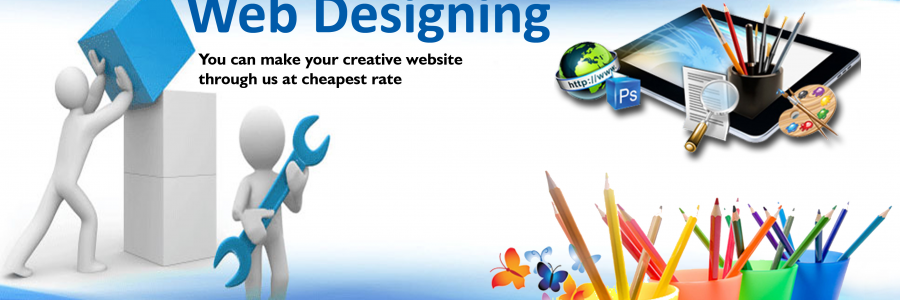 Web Designing
You can make your creative website
through us at cheapest rate
http://www.
Ps